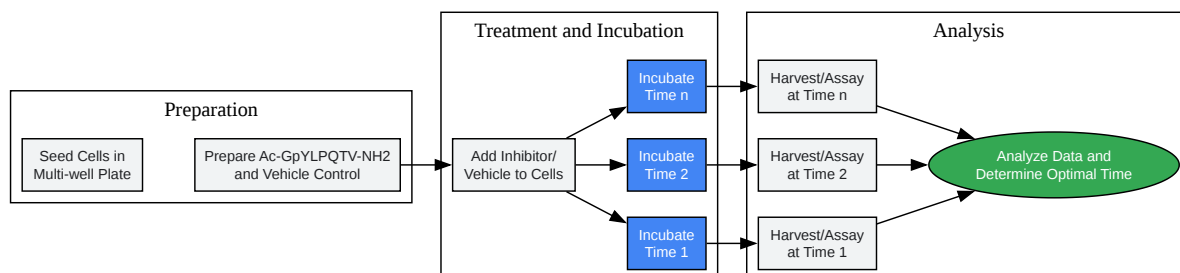 Preparation
Seed Cells in
Multi-well Plate
Prepare Ac-GpYLPQTV-NH2
and Vehicle Control
Treatment and Incubation
Add Inhibitor/
Vehicle to Cells
Incubate
Time n
Incubate
Time 2
Incubate
Time 1
Analysis
Harvest/Assay
at Time n
Harvest/Assay
at Time 2
Harvest/Assay
at Time 1
Analyze Data and
Determine Optimal Time